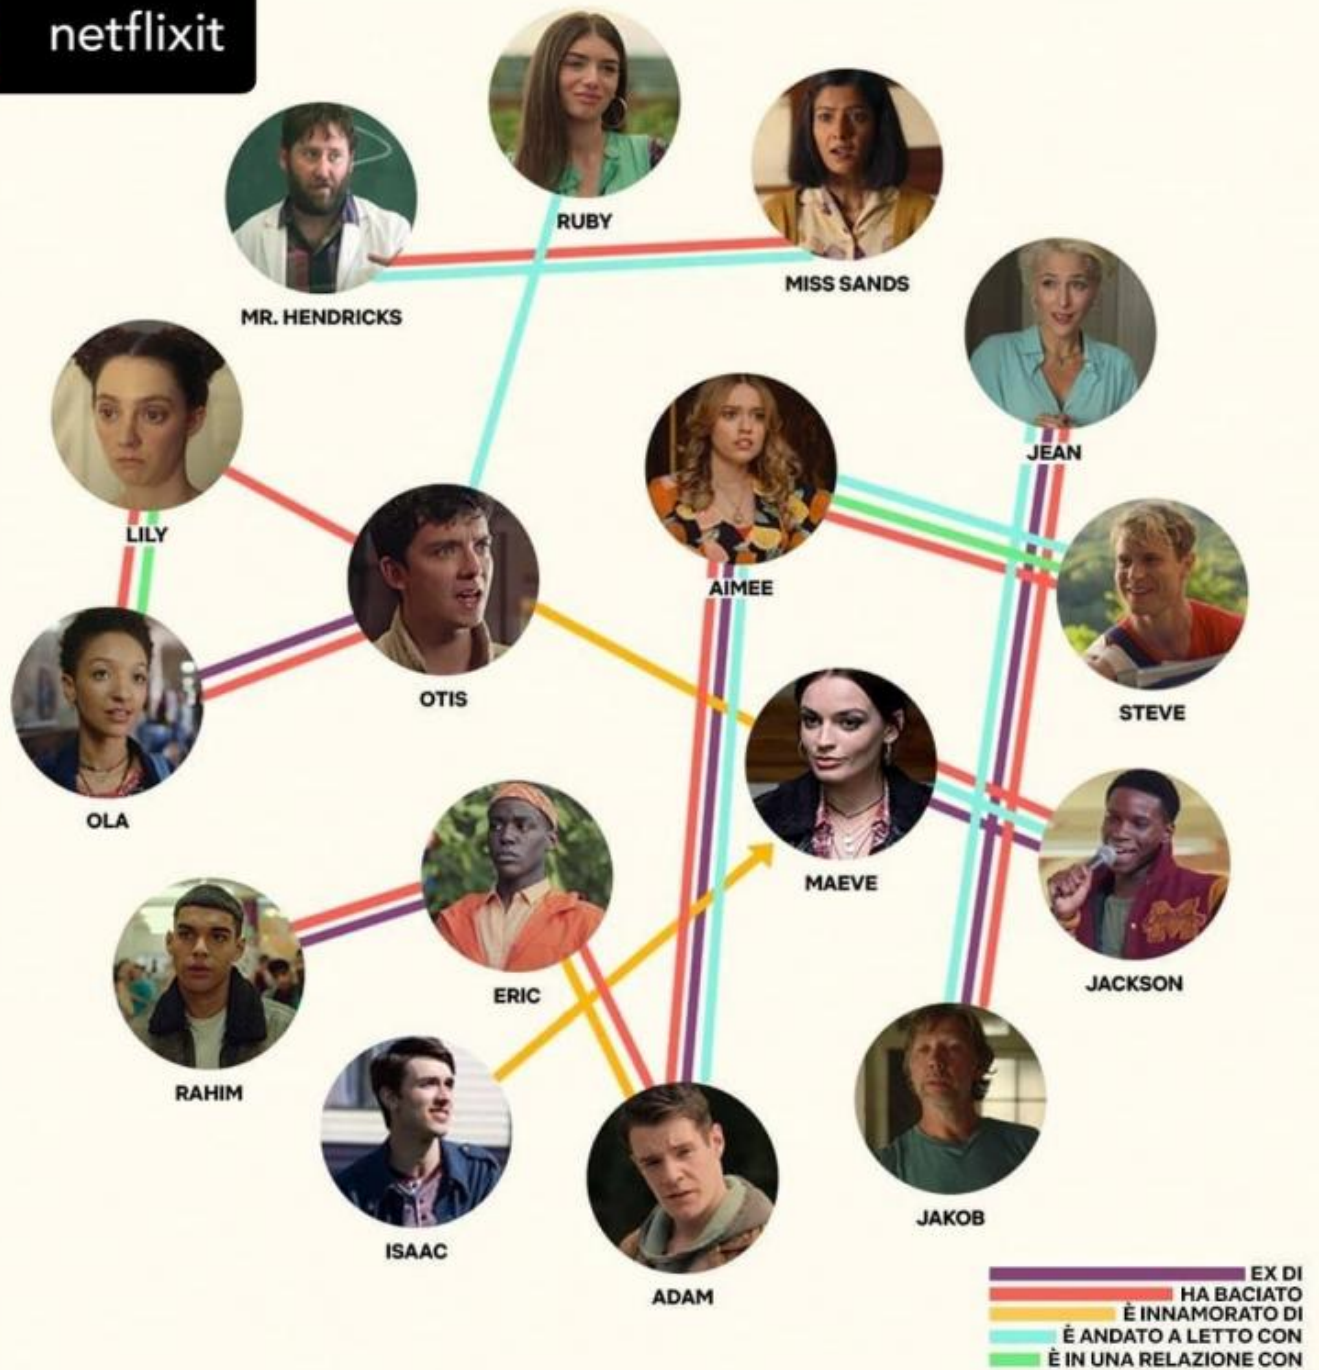 netflixit
RUBY
MISS SANDS
MR. HENDRICKS
JEAN
LILY
AIMEE
OTIS
STEVE
OLA
MAEVE
JACKSON
ERIC
RAHIM
JAKOB
ISAAC
ADAM
EX DI
HA BACIATO
È INNAMORATO DI
È ANDATO A LETTO CON
È IN UNA RELAZIONE CON